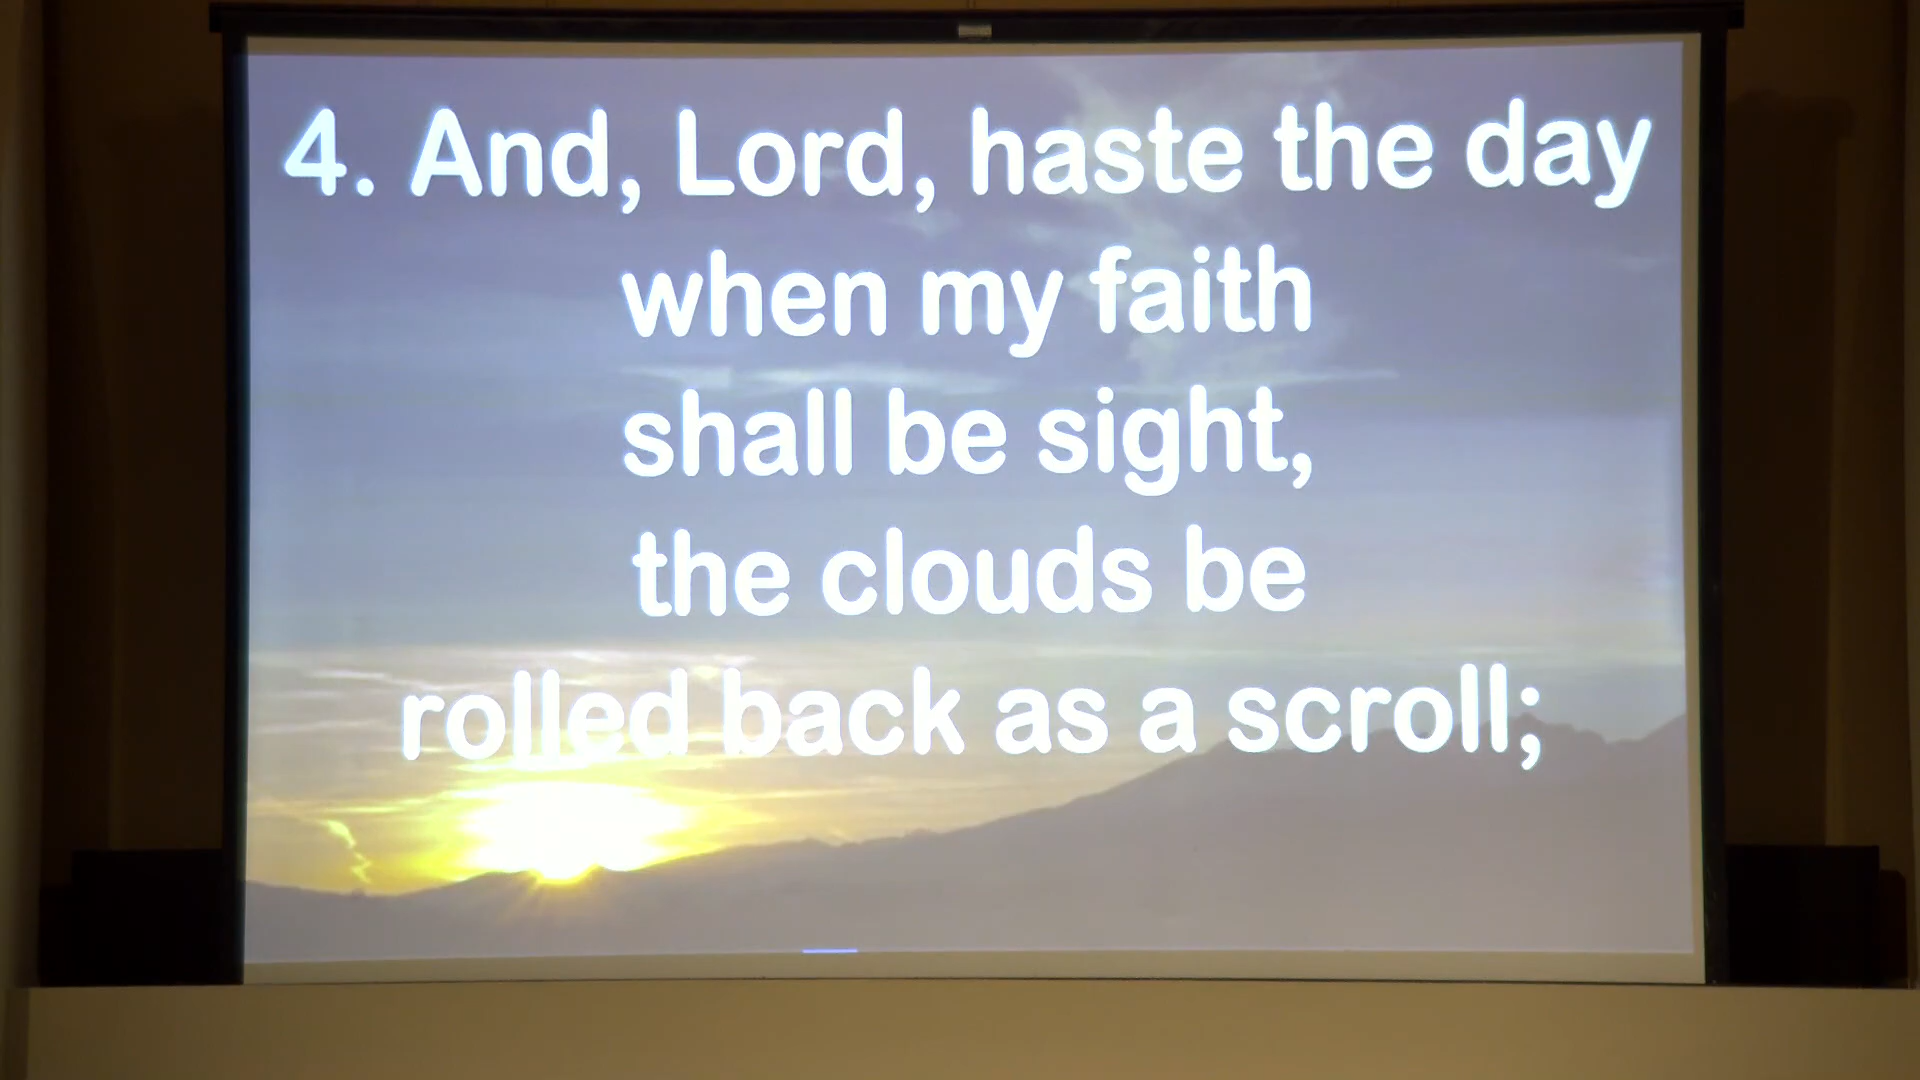 4. And, Lord, haste the day
when my faith
shall be sight,
the clouds be
rolled back as a scroll;